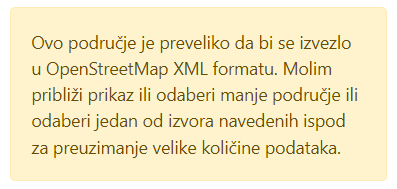 Ovo područje je preveliko da bi se izvezlo
u OpenStreetMap XML formatu. Molim
približi prikaz ili odaberi manje područje ili
odaberi jedan od izvora navedenih ispod
za preuzimanje velike količine podataka.